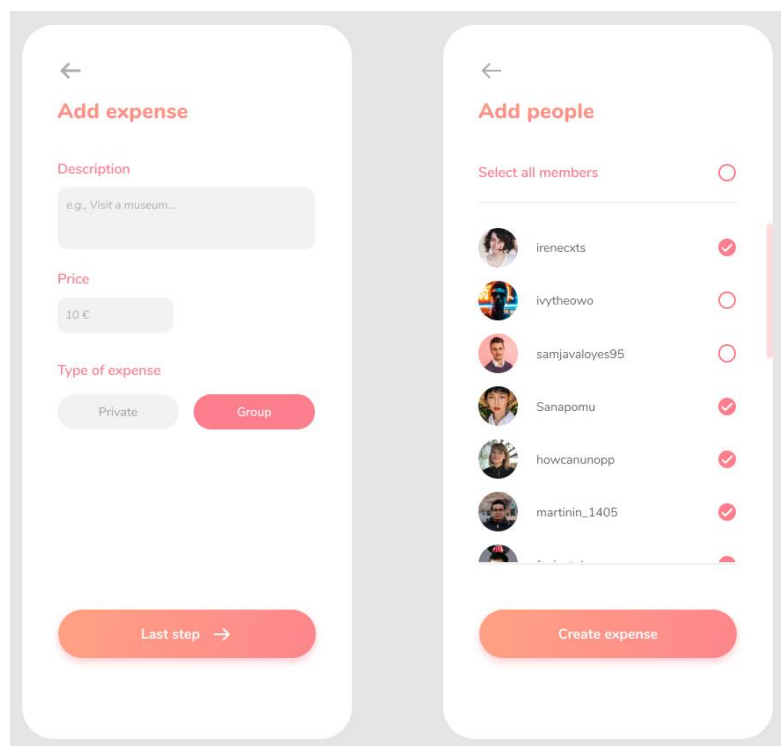 Add expense
Description
e.g., Visit a museum...
Price
10 €
Type of expense
Private
Group
Last step
Add people
Select all members
irenecxts
ivytheowo
samjavaloyes95
Sanapomu
howcanunopp
martinin_1405
Create expense